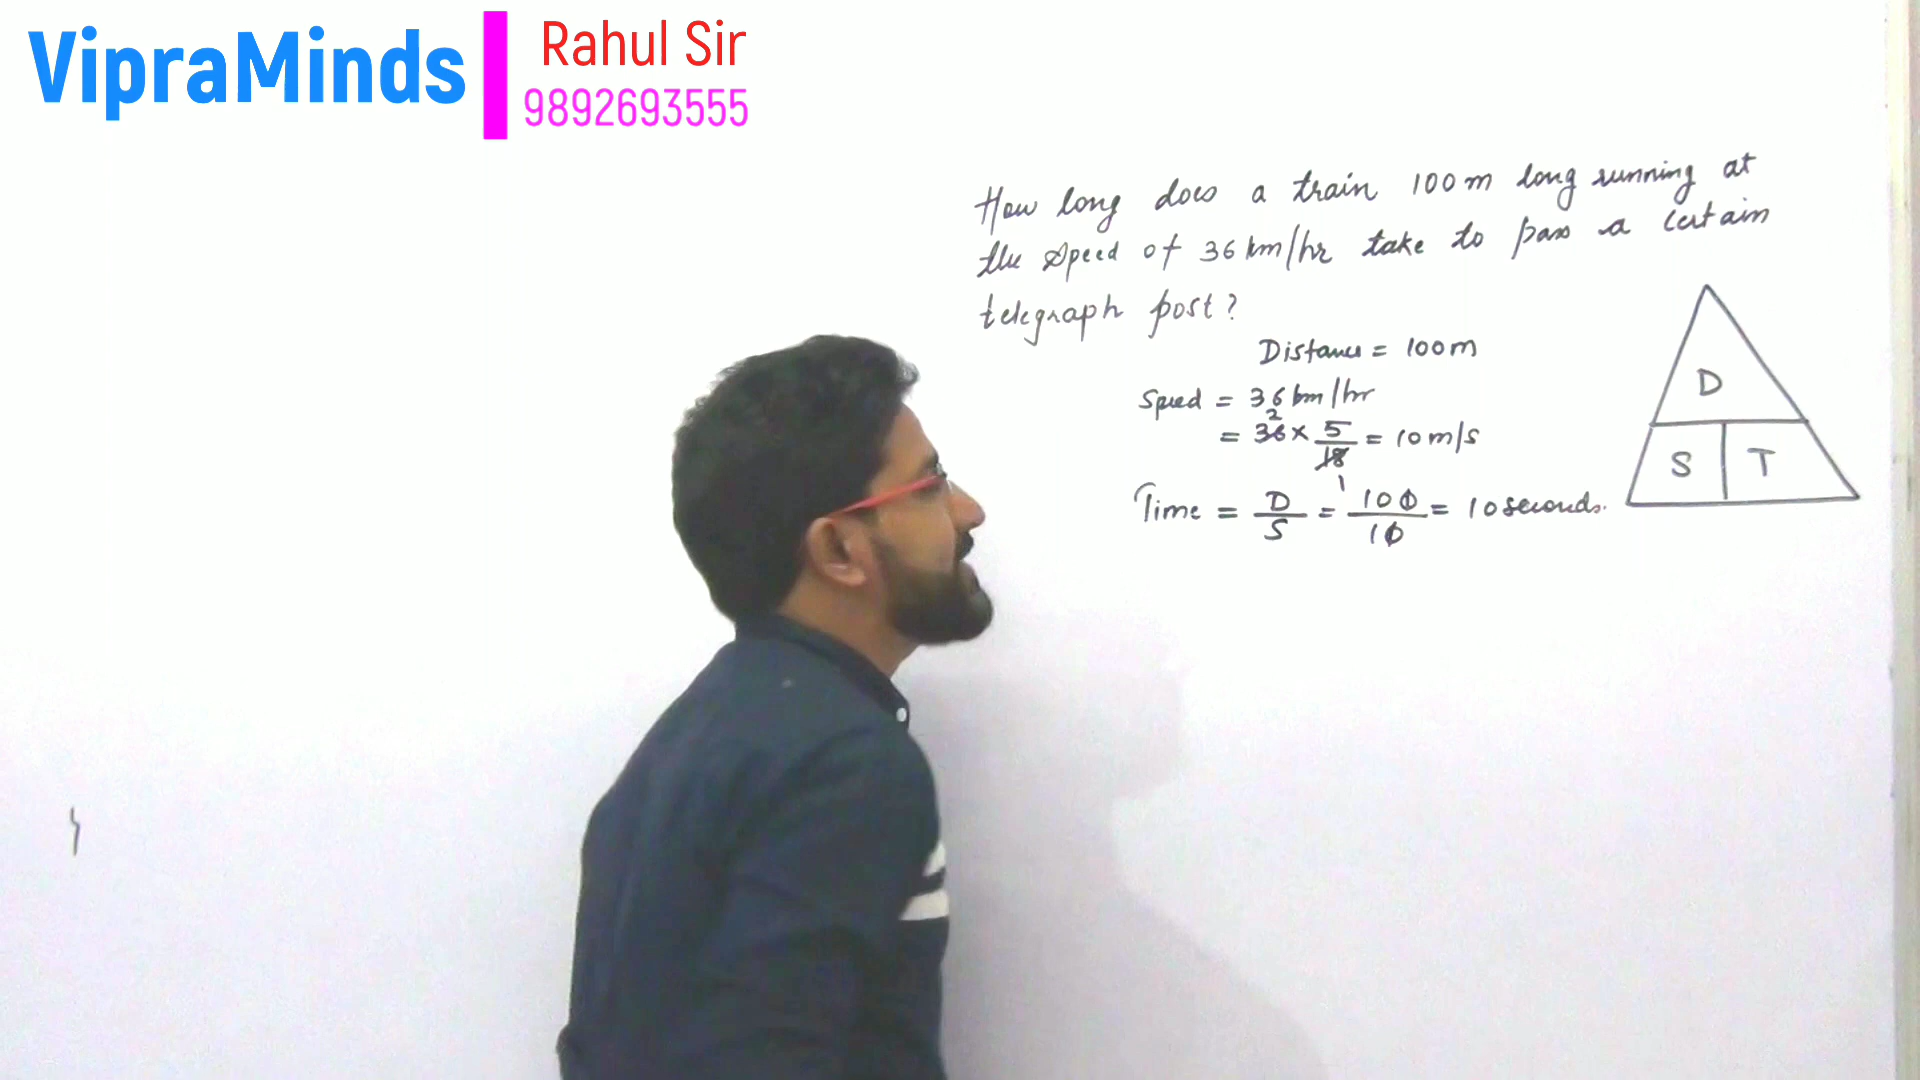 VipraMinds
Rahul Sir
9892693555
How long does a train 100m long running at
the speed of 36 km/hr take to pass a certain
telegraph post?
Distance = 100m
Speed = 36 km/hr
2
= 36 × 5/18 = 10 m/s
1
Time = D/S = 100/10 = 10 seconds.
D
S T